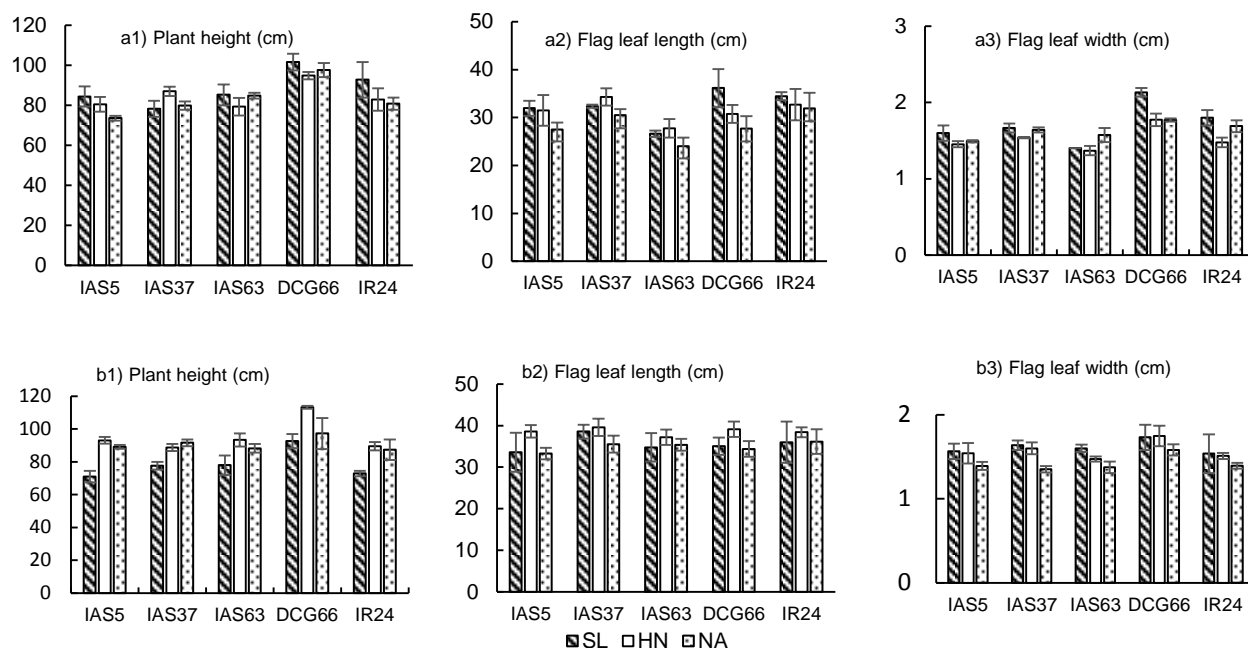 a1) Plant height (cm)
120
100
80
60
40
20
0
IAS5 IAS37 IAS63 DCG66 IR24
a2) Flag leaf length (cm)
50
40
30
20
10
0
IAS5 IAS37 IAS63 DCG66 IR24
a3) Flag leaf width (cm)
3
2
1
0
IAS5 IAS37 IAS63 DCG66 IR24
b1) Plant height (cm)
120
100
80
60
40
20
0
IAS5 IAS37 IAS63 DCG66 IR24
b2) Flag leaf length (cm)
50
40
30
20
10
0
IAS5 IAS37 IAS63 DCG66 IR24
b3) Flag leaf width (cm)
2
1
0
IAS5 IAS37 IAS63 DCG66 IR24
SL HN NA